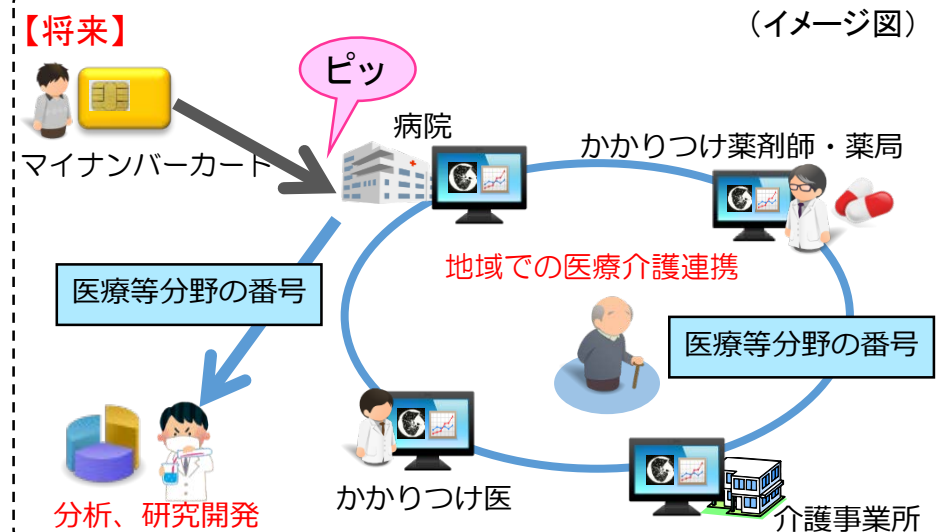 【将来】
（イメージ図）
ピッ
病院
かかりつけ薬剤師・薬局
マイナンバーカード
地域での医療介護連携
医療等分野の番号
医療等分野の番号
かかりつけ医
分析、研究開発
介護事業所